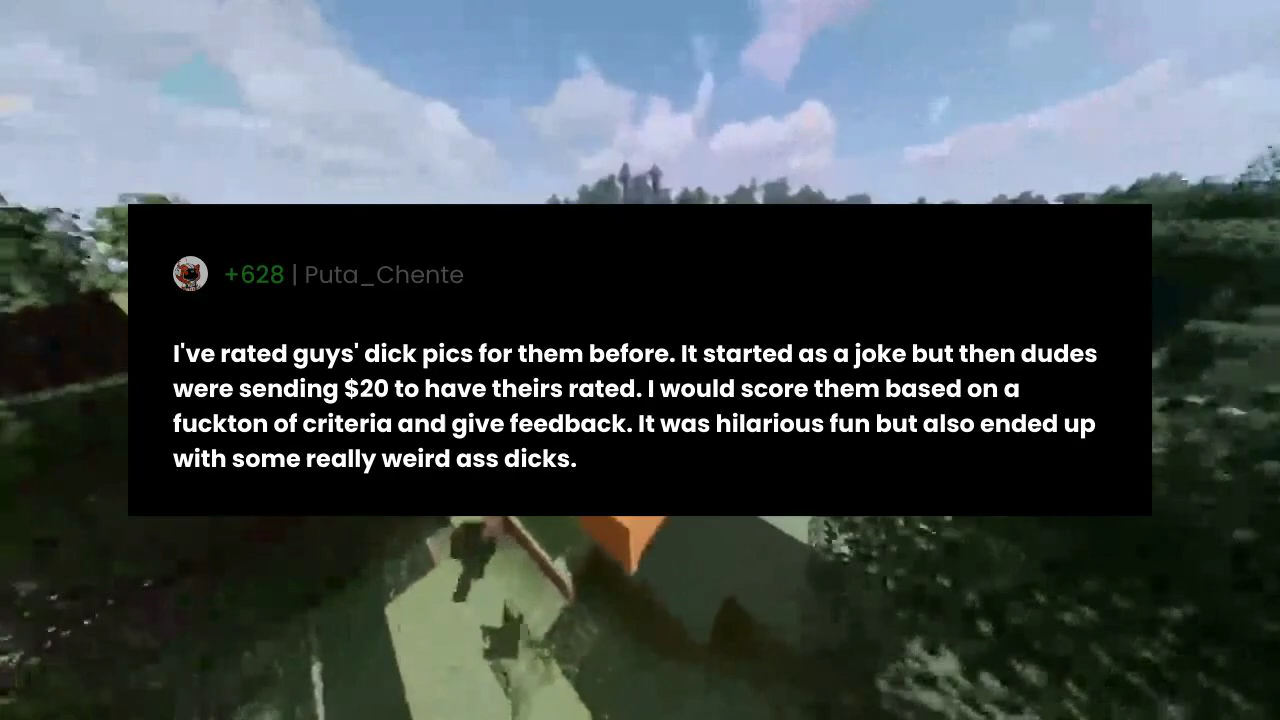 +628 | Puta_Chente
I've rated guys' dick pics for them before. It started as a joke but then dudes
were sending $20 to have theirs rated. I would score them based on a
fuckton of criteria and give feedback. It was hilarious fun but also ended up
with some really weird ass dicks.